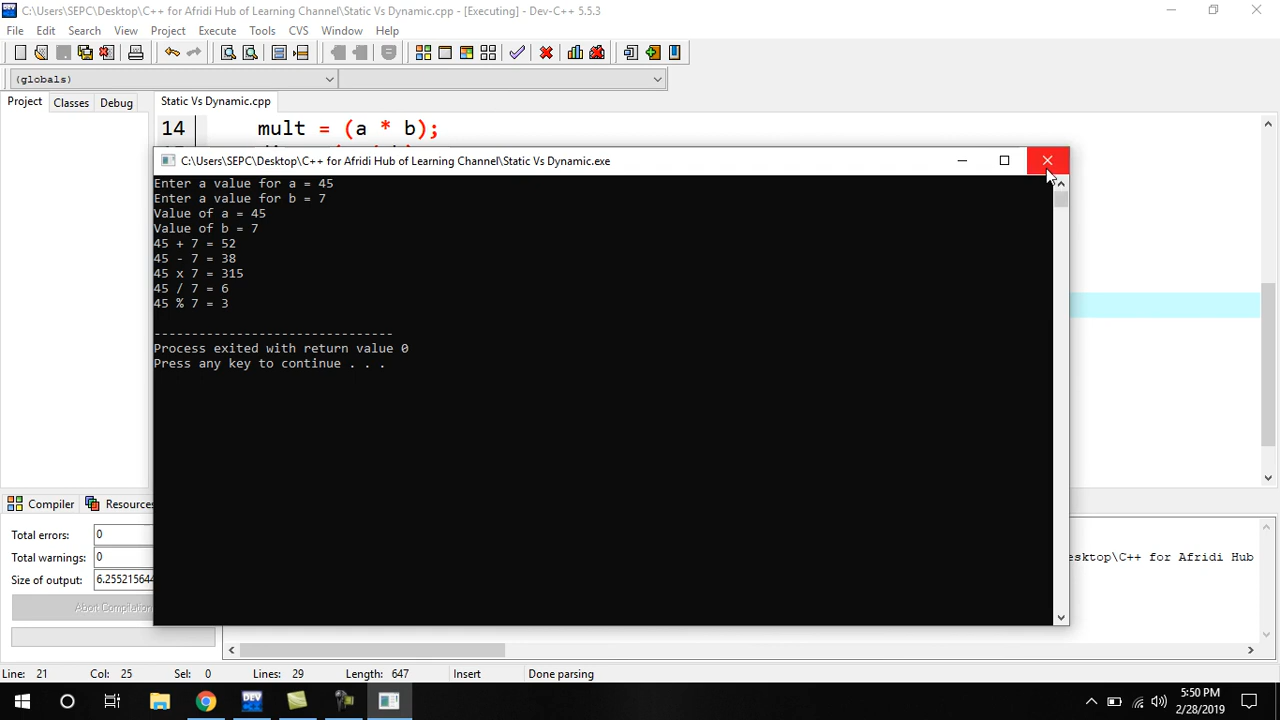 C:\Users\SEPC\Desktop\C++ for Afridi Hub of Learning Channel\Static Vs Dynamic.cpp - [Executing] - Dev-C++ 5.5.3
File Edit Search View Project Execute Tools CVS Window Help
(globals)
Project Classes Debug
Static Vs Dynamic.cpp
14 mult = (a * b);
C:\Users\SEPC\Desktop\C++ for Afridi Hub of Learning Channel\Static Vs Dynamic.exe
Enter a value for a = 45
Enter a value for b = 7
Value of a = 45
Value of b = 7
45 + 7 = 52
45 - 7 = 38
45 x 7 = 315
45 / 7 = 6
45 % 7 = 3
--------------------------------
Process exited with return value 0
Press any key to continue . . .
Compiler Resources
Total errors: 0
Total warnings: 0
esktop\C++ for Afridi Hub
Size of output: 6.255215644
Abort Compilation
Line: 21 Col: 25 Sel: 0 Lines: 29 Length: 647 Insert Done parsing
DEV
5:50 PM
2/28/2019